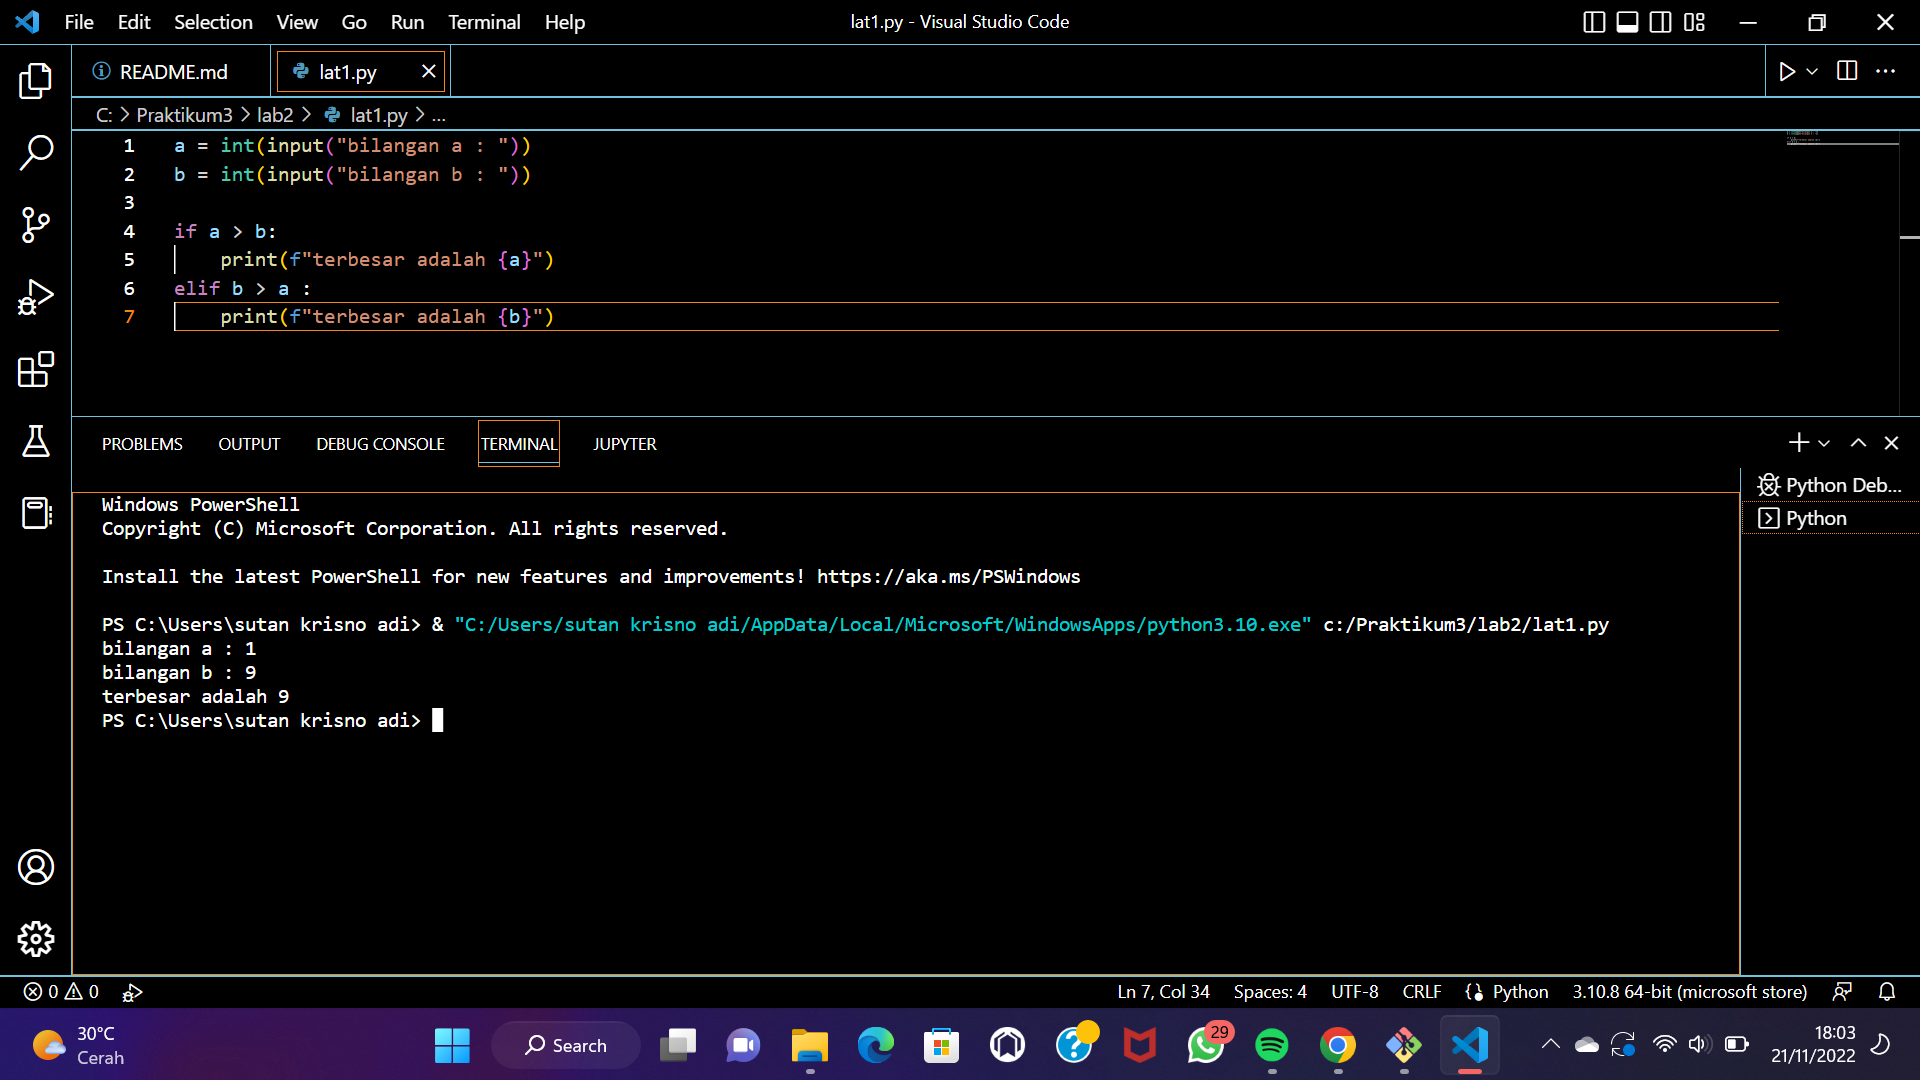 File Edit Selection View Go Run Terminal Help lat1.py - Visual Studio Code
README.md lat1.py
C: > Praktikum3 > lab2 > lat1.py > ...
1 a = int(input("bilangan a : "))
2 b = int(input("bilangan b : "))
3
4 if a > b:
5 print(f"terbesar adalah {a}")
6 elif b > a :
7 print(f"terbesar adalah {b}")
PROBLEMS OUTPUT DEBUG CONSOLE TERMINAL JUPYTER
Python Deb...
Python
Windows PowerShell
Copyright (C) Microsoft Corporation. All rights reserved.
Install the latest PowerShell for new features and improvements! https://aka.ms/PSWindows
PS C:\Users\sutan krisno adi> & "C:/Users/sutan krisno adi/AppData/Local/Microsoft/WindowsApps/python3.10.exe" c:/Praktikum3/lab2/lat1.py
bilangan a : 1
bilangan b : 9
terbesar adalah 9
PS C:\Users\sutan krisno adi>
0 0 Ln 7, Col 34 Spaces: 4 UTF-8 CRLF Python 3.10.8 64-bit (microsoft store)
30°C
Cerah
Search
29
18:03
21/11/2022